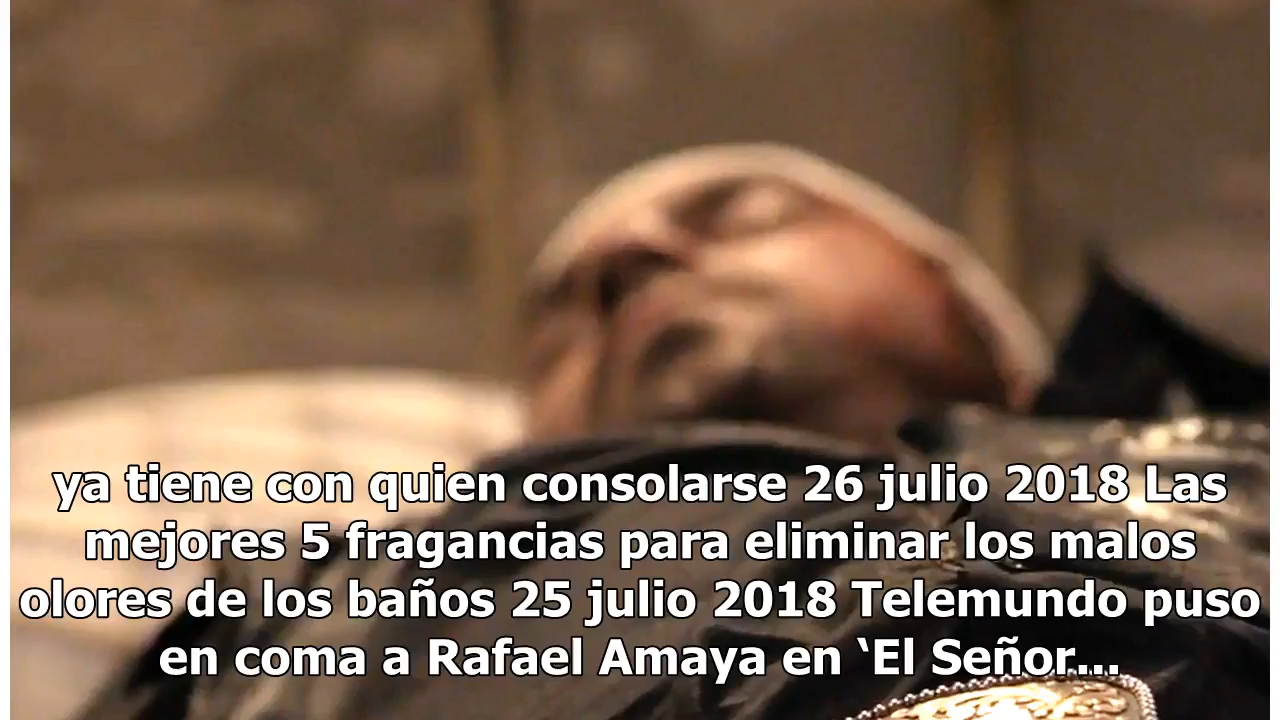 ya tiene con quien consolarse 26 julio 2018 Las
mejores 5 fragancias para eliminar los malos
olores de los baños 25 julio 2018 Telemundo puso
en coma a Rafael Amaya en ‘El Señor...